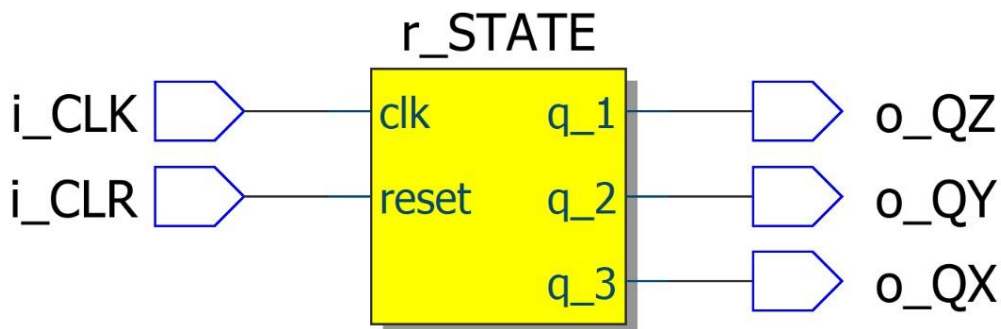 r_STATE
i_CLK clk q_1 o_QZ
i_CLR reset q_2 o_QY
q_3 o_QX